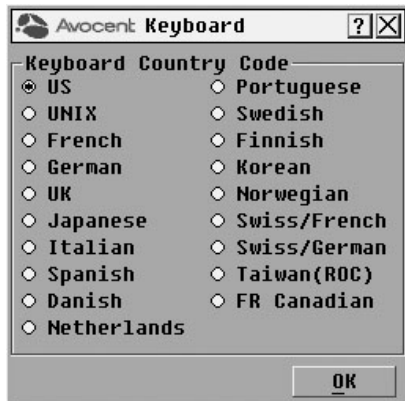 Avocent Keyboard ? X
Keyboard Country Code
US
UNIX
French
German
UK
Japanese
Italian
Spanish
Danish
Netherlands
Portuguese
Swedish
Finnish
Korean
Norwegian
Swiss/French
Swiss/German
Taiwan(ROC)
FR Canadian
OK